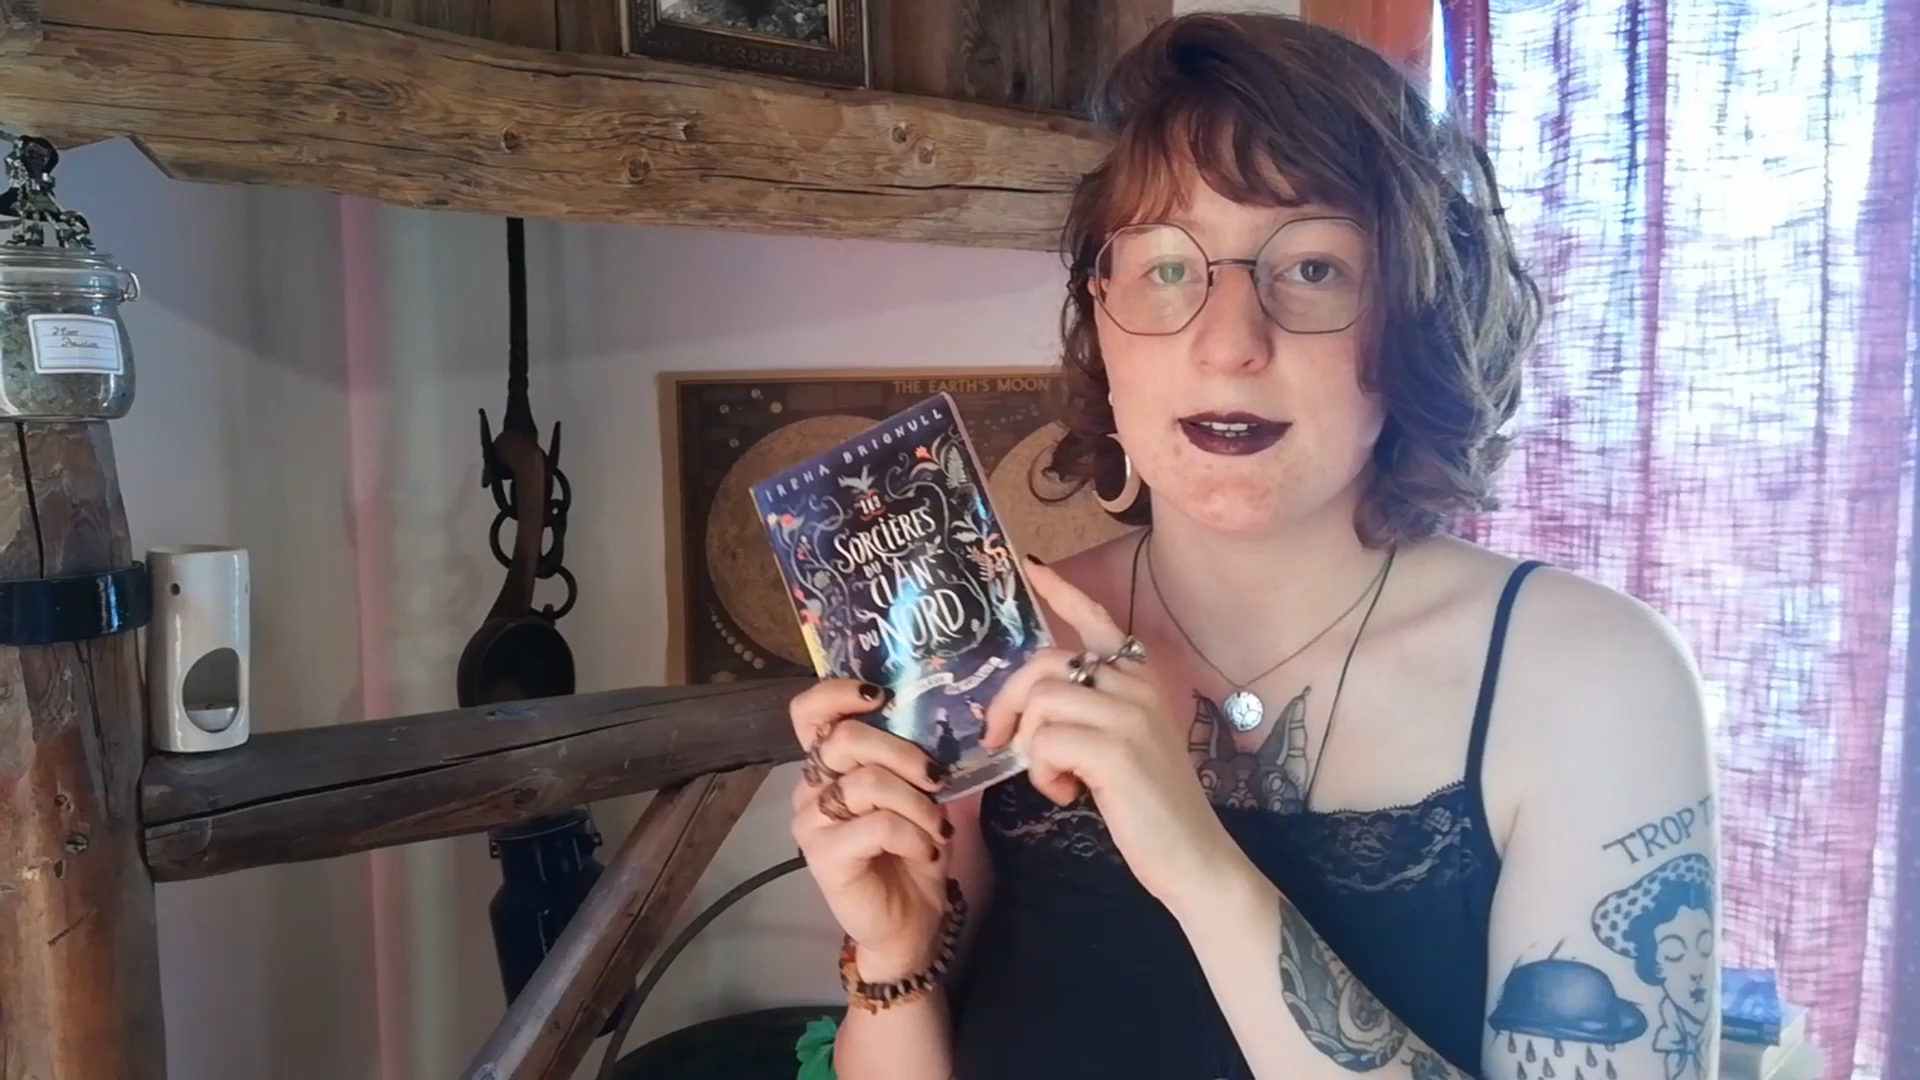 THE EARTH'S MOON
IRENA BRIGNULL
LES
SORCIÈRES
DU
CLAN
DU NORD
TROP T